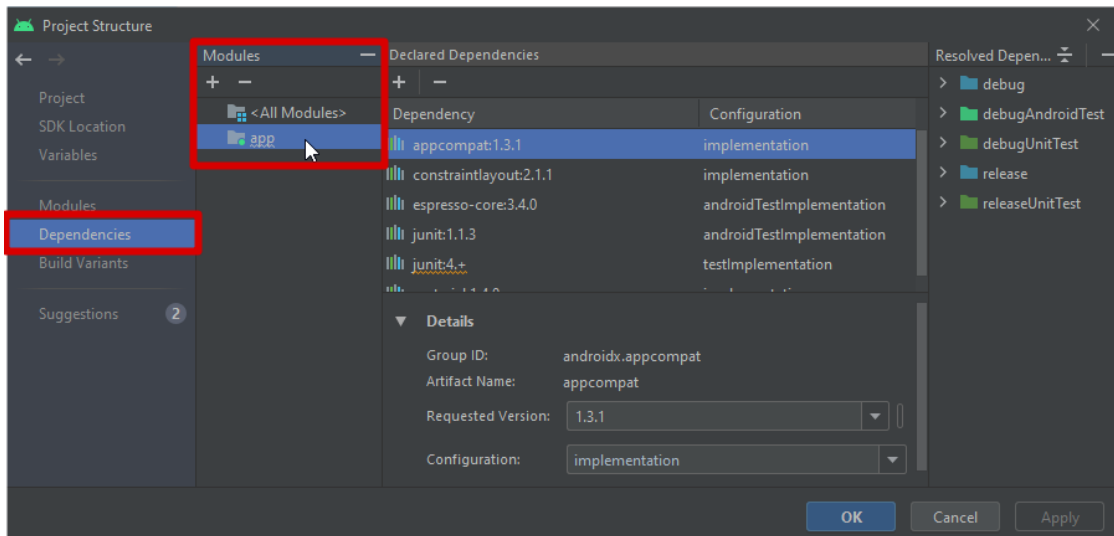 Project Structure
Project
SDK Location
Variables
Modules
Dependencies
Build Variants
Suggestions 2
Modules
<All Modules>
app
Declared Dependencies
Dependency Configuration
appcompat:1.3.1 implementation
constraintlayout:2.1.1 implementation
espresso-core:3.4.0 androidTestImplementation
junit:1.1.3 androidTestImplementation
junit:4.+ testImplementation
Details
Group ID: androidx.appcompat
Artifact Name: appcompat
Requested Version: 1.3.1
Configuration: implementation
Resolved Depen...
debug
debugAndroidTest
debugUnitTest
release
releaseUnitTest
OK Cancel Apply